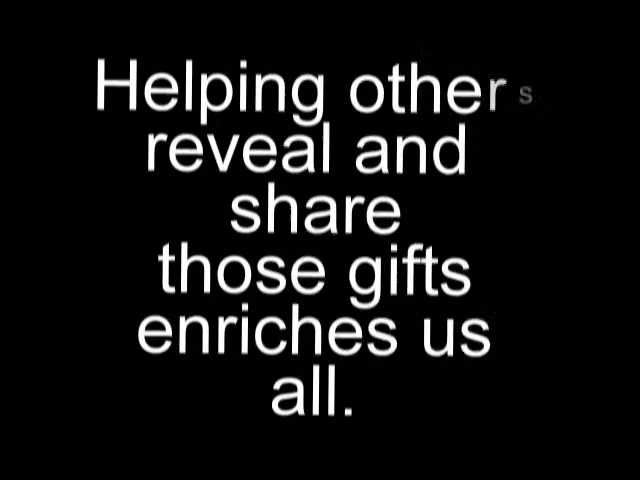 Helping others
reveal and
share
those gifts
enriches us
all.